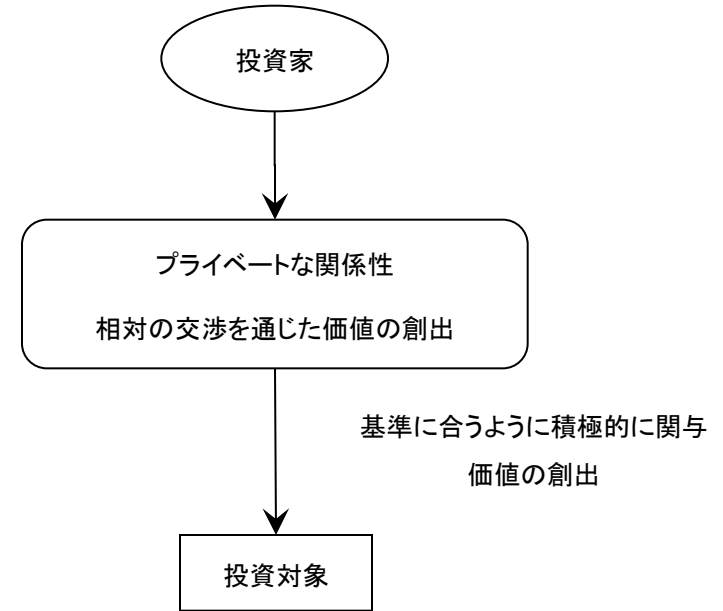 投資家
プライベートな関係性
相対の交渉を通じた価値の創出
基準に合うように積極的に関与
価値の創出
投資対象